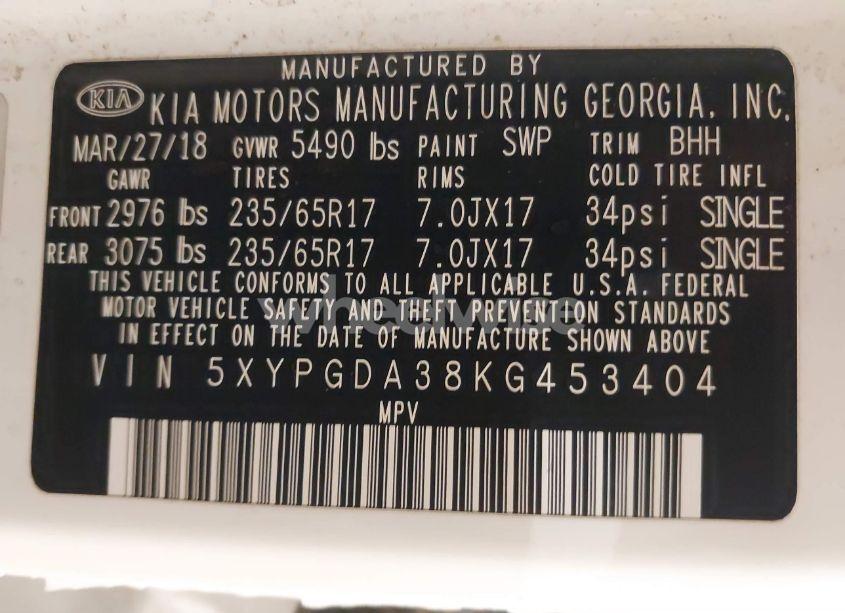 MANUFACTURED BY
KIA KIA MOTORS MANUFACTURING GEORGIA, INC.
MAR/27/18 GVWR 5490 lbs PAINT SWP TRIM BHH
GAWR TIRES RIMS COLD TIRE INFL
FRONT 2976 lbs 235/65R17 7.0JX17 34psi SINGLE
REAR 3075 lbs 235/65R17 7.0JX17 34psi SINGLE
THIS VEHICLE CONFORMS TO ALL APPLICABLE U.S.A. FEDERAL
MOTOR VEHICLE SAFETY AND THEFT PREVENTION STANDARDS
IN EFFECT ON THE DATE OF MANUFACTURE SHOWN ABOVE
VIN 5XYPGDA38KG453404
MPV